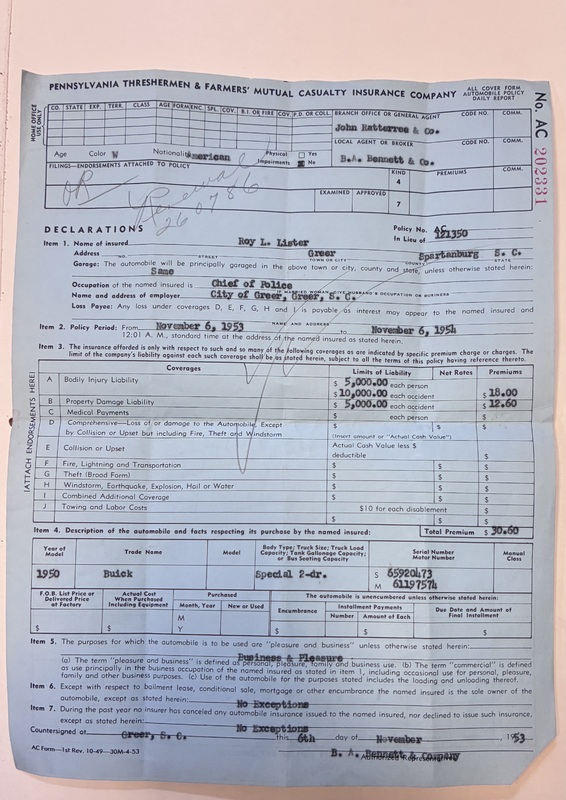 PENNSYLVANIA THRESHERMEN & FARMERS' MUTUAL CASUALTY INSURANCE COMPANY
ALL COVER FORM
AUTOMOBILE POLICY
DAILY REPORT
No. AC 202331
HOME OFFICE USE ONLY
CO. STATE EXP. TERR. CLASS AGE FORM ENC. SPL. COV. B.I. OR FIRE COV. P.D. OR COLL.
BRANCH OFFICE OR GENERAL AGENT CODE NO. COMM.
John Ratterree & Co.
LOCAL AGENT OR BROKER CODE NO. COMM.
B.A. Bennett & Co.
Age Color W Nationality American Physical Impairments Yes No
FILINGS—ENDORSEMENTS ATTACHED TO POLICY
KIND PREMIUMS COMM.
4
EXAMINED APPROVED
7
Renewal
260786
DECLARATIONS
Policy No. AC
In Lieu of 121350
Item 1. Name of insured Roy L. Lister
Address Greer Spartanburg S. C.
NO. STREET TOWN OR CITY COUNTY STATE
Garage: The automobile will be principally garaged in the above town or city, county and state, unless otherwise stated herein:
Same
Occupation of the named insured is Chief of Police
IF MARRIED WOMAN, GIVE HUSBAND'S OCCUPATION OR BUSINESS
Name and address of employer City of Greer, Greer, S. C.
Loss Payee: Any loss under coverages D, E, F, G, H and I is payable as interest may appear to the named insured and
NAME AND ADDRESS
Item 2. Policy Period: From November 6, 1953 to November 6, 1954
12:01 A. M., standard time at the address of the named insured as stated herein.
Item 3. The insurance afforded is only with respect to such and so many of the following coverages as are indicated by specific premium charge or charges. The
limit of the company's liability against each such coverage shall be as stated herein, subject to all the terms of this policy having reference thereto.
(ATTACH ENDORSEMENTS HERE)
Coverages Limits of Liability Net Rates Premiums
A Bodily Injury Liability $ 5,000.00 each person
$ 10,000.00 each accident $ 18.00
B Property Damage Liability $ 5,000.00 each accident $ 12.60
C Medical Payments $ each person $
D Comprehensive—Loss of or damage to the Automobile, Except
by Collision or Upset but including Fire, Theft and Windstorm $ $ $
(Insert amount or "Actual Cash Value")
E Collision or Upset Actual Cash Value less $
deductible $
F Fire, Lightning and Transportation $ $ $
G Theft (Broad Form) $ $ $
H Windstorm, Earthquake, Explosion, Hail or Water $ $ $
I Combined Additional Coverage $ $ $
J Towing and Labor Costs $10 for each disablement $
$ $ $
Item 4. Description of the automobile and facts respecting its purchase by the named insured: Total Premium $ 30.60
Year of Model Trade Name Model Body Type; Truck Size; Truck Load Capacity; Tank Gallonage Capacity; or Bus Seating Capacity Serial Number Motor Number Manual Class
1950 Buick Special 2-dr. S 65920473
M 61197574
F.O.B. List Price or Delivered Price at Factory Actual Cost When Purchased Including Equipment Purchased The automobile is unencumbered unless otherwise stated herein:
Month, Year New or Used Encumbrance Installment Payments Due Date and Amount of Final Installment
Number Amount of Each
$ $ M Y $ $ $
Item 5. The purposes for which the automobile is to be used are "pleasure and business" unless otherwise stated herein:
Business & Pleasure
(a) The term "pleasure and business" is defined as personal, pleasure, family and business use. (b) The term "commercial" is defined
as use principally in the business occupation of the named insured as stated in item 1, including occasional use for personal, pleasure,
family and other business purposes. (c) Use of the automobile for the purposes stated includes the loading and unloading thereof.
Item 6. Except with respect to bailment lease, conditional sale, mortgage or other encumbrance the named insured is the sole owner of the
automobile, except as stated herein: No Exceptions
Item 7. During the past year no insurer has canceled any automobile insurance issued to the named insured, nor declined to issue such insurance,
except as stated herein: No Exceptions
Countersigned at Greer, S. C. this 6th day of November, 1953
B. A. Bennett & Company
Authorized Representative
AC Form—1st Rev. 10-49—30M-4-53